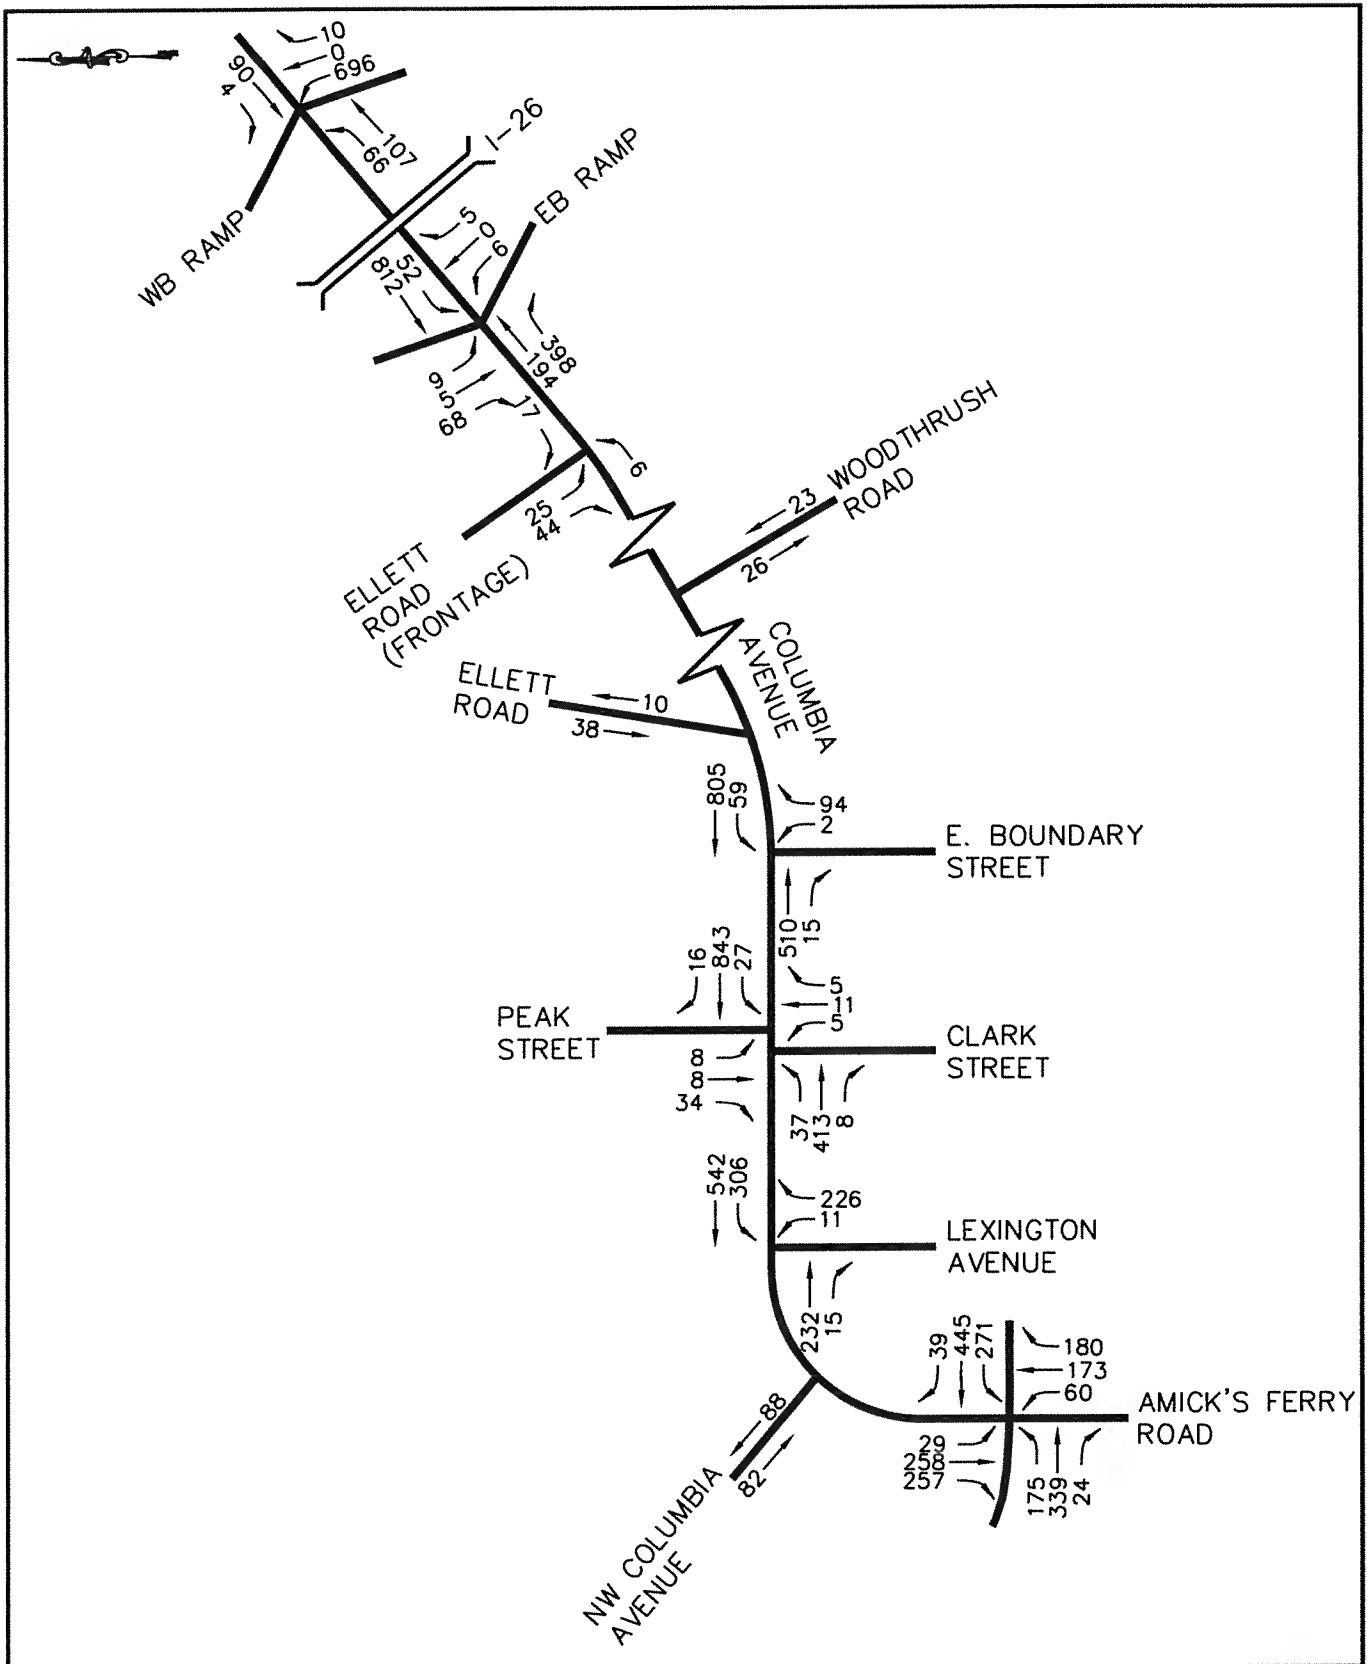 10
0
696
90
4
107
66
I-26
WB RAMP
EB RAMP
5
0
6
52
812
398
194
9
5
68
17
6
25
44
ELLETT
ROAD
(FRONTAGE)
WOODTHRUSH
ROAD
23
26
COLUMBIA
AVENUE
ELLETT
ROAD
10
38
805
59
94
2
E. BOUNDARY
STREET
510
15
16
843
27
5
11
5
PEAK
STREET
CLARK
STREET
8
8
34
37
413
8
542
306
226
11
LEXINGTON
AVENUE
232
15
88
82
NW COLUMBIA
AVENUE
39
445
271
180
173
60
AMICK'S FERRY
ROAD
29
258
257
175
339
24